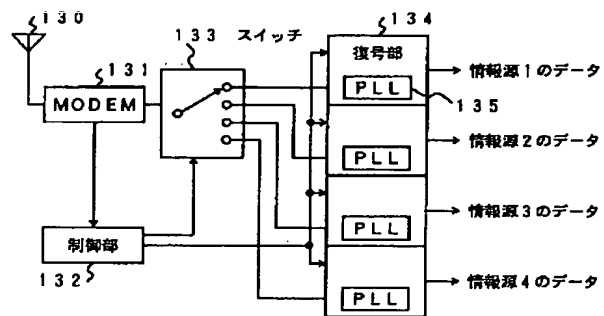 130
133 スイッチ
134
131
復号部
MODEM
PLL
情報源1のデータ
135
PLL
情報源2のデータ
PLL
情報源3のデータ
制御部
132
PLL
情報源4のデータ